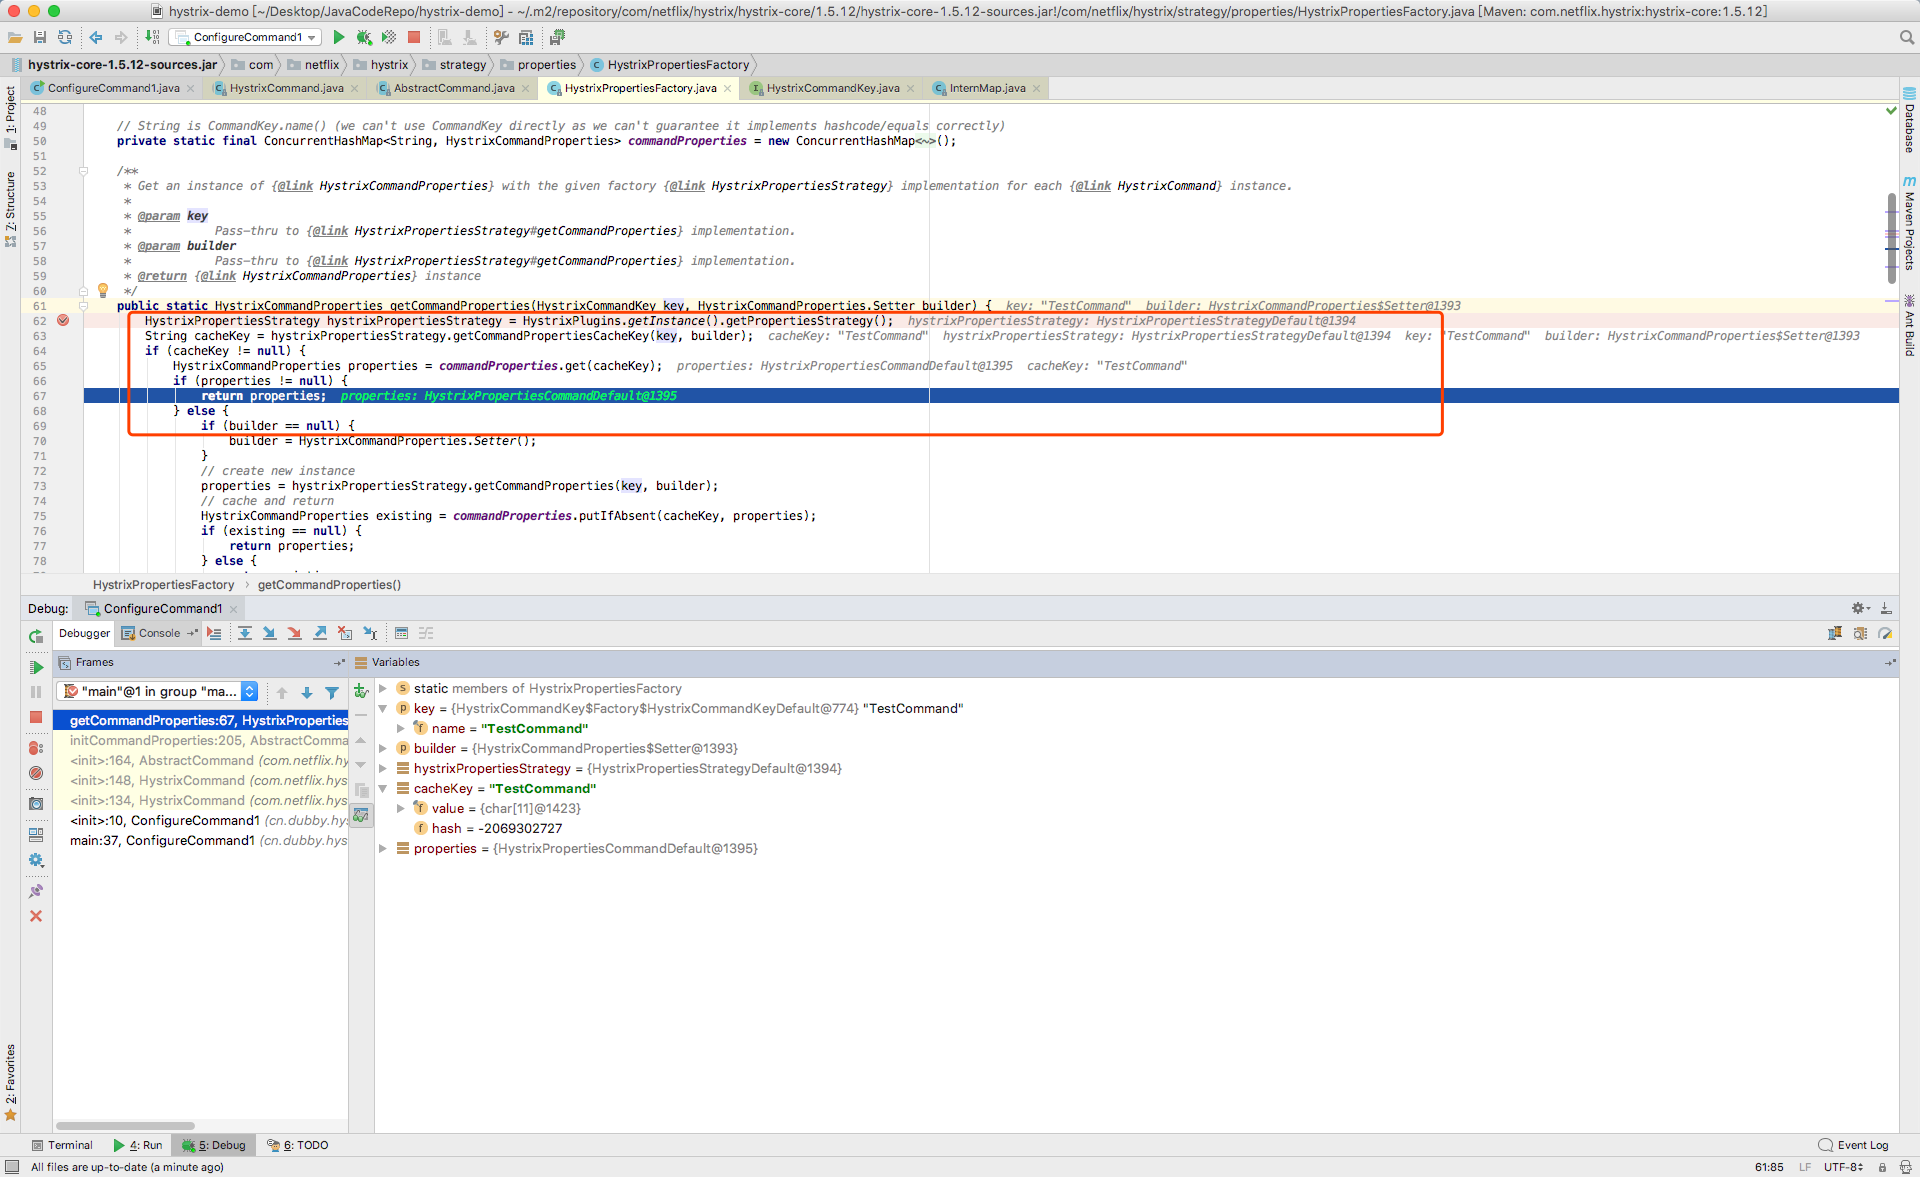 hystrix-demo [~/Desktop/JavaCodeRepo/hystrix-demo] - ~/.m2/repository/com/netflix/hystrix/hystrix-core/1.5.12/hystrix-core-1.5.12-sources.jar!/com/netflix/hystrix/strategy/properties/HystrixPropertiesFactory.java [Maven: com.netflix.hystrix:hystrix-core:1.5.12]
ConfigureCommand1
hystrix-core-1.5.12-sources.jar com netflix hystrix strategy properties HystrixPropertiesFactory
ConfigureCommand1.java HystrixCommand.java AbstractCommand.java HystrixPropertiesFactory.java HystrixCommandKey.java InternMap.java
1: Project
Z: Structure
2: Favorites
Database
Maven Projects
Ant Build
48
49 // String is CommandKey.name() (we can't use CommandKey directly as we can't guarantee it implements hashcode/equals correctly)
50 private static final ConcurrentHashMap<String, HystrixCommandProperties> commandProperties = new ConcurrentHashMap<~>();
51
52 /**
53 * Get an instance of {@link HystrixCommandProperties} with the given factory {@link HystrixPropertiesStrategy} implementation for each {@link HystrixCommand} instance.
54 *
55 * @param key
56 * Pass-thru to {@link HystrixPropertiesStrategy#getCommandProperties} implementation.
57 * @param builder
58 * Pass-thru to {@link HystrixPropertiesStrategy#getCommandProperties} implementation.
59 * @return {@link HystrixCommandProperties} instance
60 */
61 public static HystrixCommandProperties getCommandProperties(HystrixCommandKey key, HystrixCommandProperties.Setter builder) { key: "TestCommand" builder: HystrixCommandProperties$Setter@1393
62 HystrixPropertiesStrategy hystrixPropertiesStrategy = HystrixPlugins.getInstance().getPropertiesStrategy(); hystrixPropertiesStrategy: HystrixPropertiesStrategyDefault@1394
63 String cacheKey = hystrixPropertiesStrategy.getCommandPropertiesCacheKey(key, builder); cacheKey: "TestCommand" hystrixPropertiesStrategy: HystrixPropertiesStrategyDefault@1394 key: "TestCommand" builder: HystrixCommandProperties$Setter@1393
64 if (cacheKey != null) {
65 HystrixCommandProperties properties = commandProperties.get(cacheKey); properties: HystrixPropertiesCommandDefault@1395 cacheKey: "TestCommand"
66 if (properties != null) {
67 return properties; properties: HystrixPropertiesCommandDefault@1395
68 } else {
69 if (builder == null) {
70 builder = HystrixCommandProperties.Setter();
71 }
72 // create new instance
73 properties = hystrixPropertiesStrategy.getCommandProperties(key, builder);
74 // cache and return
75 HystrixCommandProperties existing = commandProperties.putIfAbsent(cacheKey, properties);
76 if (existing == null) {
77 return properties;
78 } else {
HystrixPropertiesFactory › getCommandProperties()
Debug: ConfigureCommand1
Debugger Console
Frames
Variables
"main"@1 in group "ma...
getCommandProperties:67, HystrixProperties
initCommandProperties:205, AbstractComma
<init>:164, AbstractCommand (com.netflix.hy
<init>:148, HystrixCommand (com.netflix.hys
<init>:134, HystrixCommand (com.netflix.hys
<init>:10, ConfigureCommand1 (cn.dubby.hys
main:37, ConfigureCommand1 (cn.dubby.hys
static members of HystrixPropertiesFactory
key = {HystrixCommandKey$Factory$HystrixCommandKeyDefault@774} "TestCommand"
name = "TestCommand"
builder = {HystrixCommandProperties$Setter@1393}
hystrixPropertiesStrategy = {HystrixPropertiesStrategyDefault@1394}
cacheKey = "TestCommand"
value = {char[11]@1423}
hash = -2069302727
properties = {HystrixPropertiesCommandDefault@1395}
Terminal 4: Run 5: Debug 6: TODO Event Log
All files are up-to-date (a minute ago) 61:85 LF UTF-8